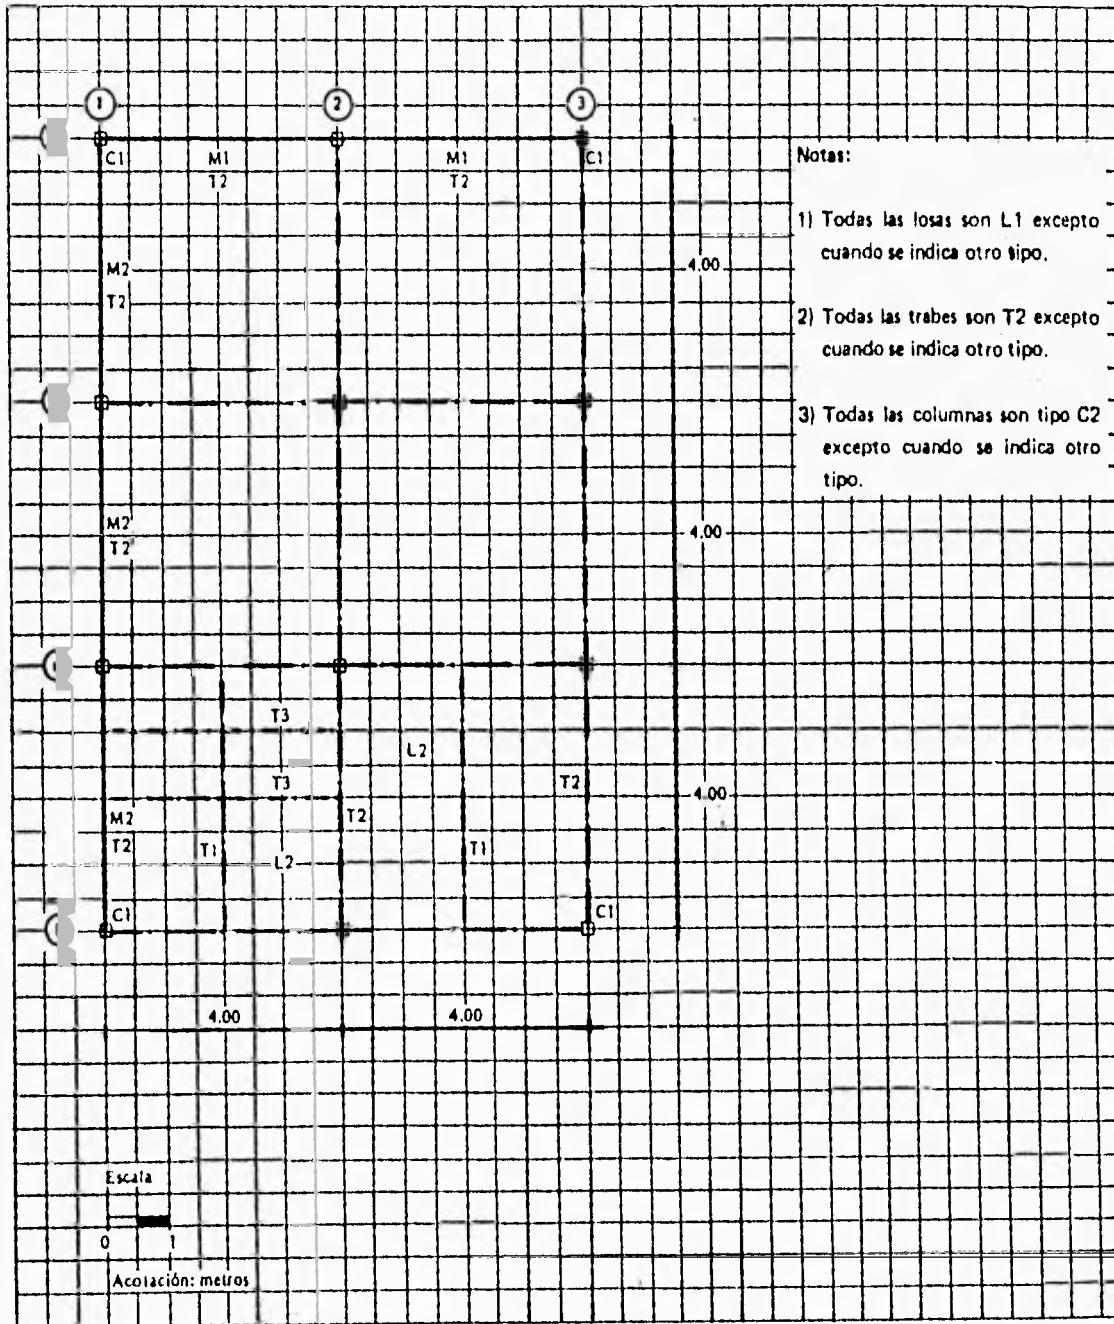 1 2 3
C1 M1 M1 C1
T2 T2
Notas:
1) Todas las losas son L1 excepto
cuando se indica otro tipo.
2) Todas las trabes son T2 excepto
cuando se indica otro tipo.
3) Todas las columnas son tipo C2
excepto cuando se indica otro
tipo.
M2
T2
4.00
M2
T2
4.00
T3
L2
T3
T2
4.00
M2
T2
T2
T1
L2
T1
C1
C1
4.00 4.00
Escala
0 1
Acotación: metros